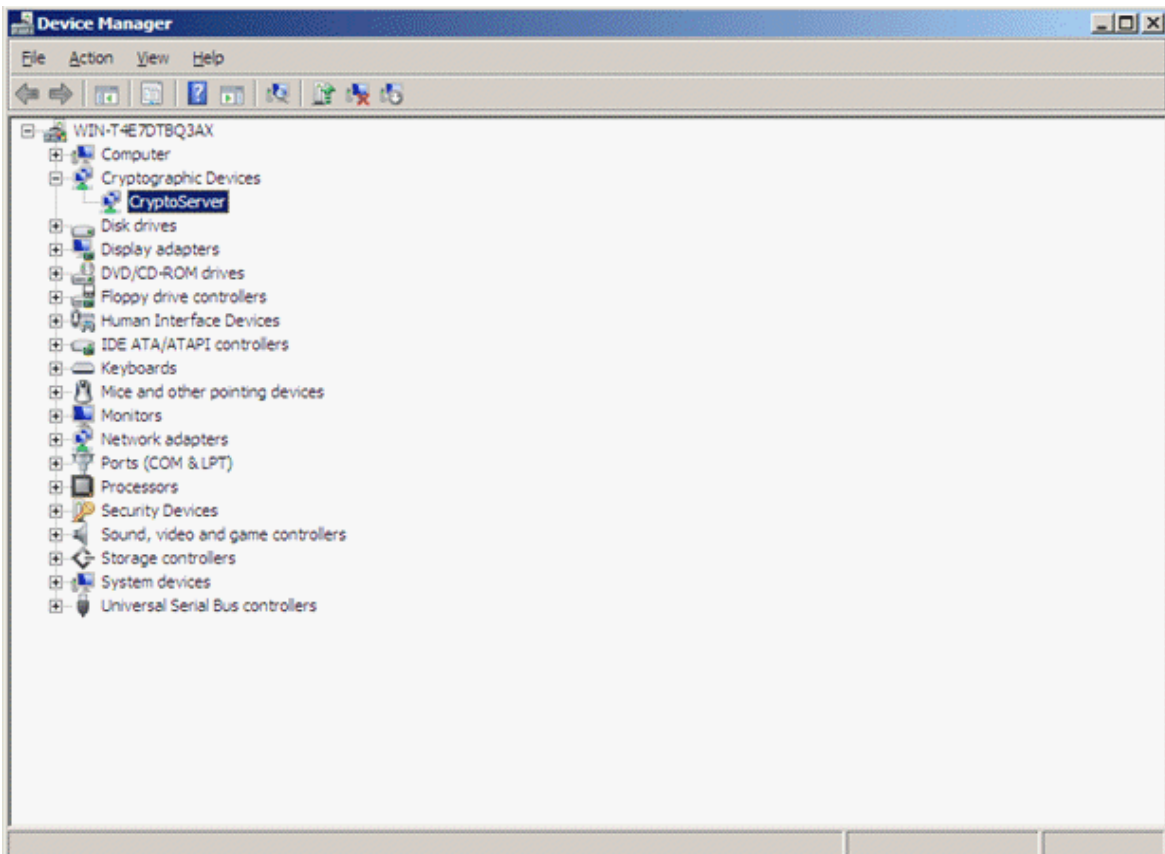 Device Manager
File Action View Help
WIN-T4E7DTBQ3AX
Computer
Cryptographic Devices
CryptoServer
Disk drives
Display adapters
DVD/CD-ROM drives
Floppy drive controllers
Human Interface Devices
IDE ATA/ATAPI controllers
Keyboards
Mice and other pointing devices
Monitors
Network adapters
Ports (COM & LPT)
Processors
Security Devices
Sound, video and game controllers
Storage controllers
System devices
Universal Serial Bus controllers